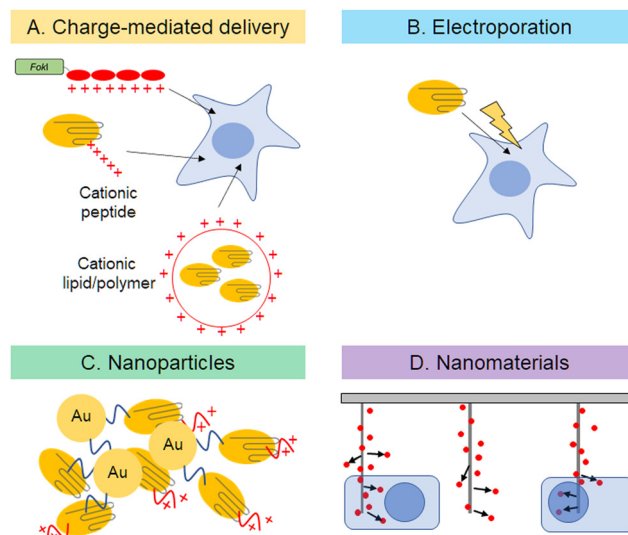 A. Charge-mediated delivery
B. Electroporation
FokI
+ + + + + + + +
+ + + + +
Cationic
peptide
Cationic
lipid/polymer
C. Nanoparticles
D. Nanomaterials
Au
Au
Au